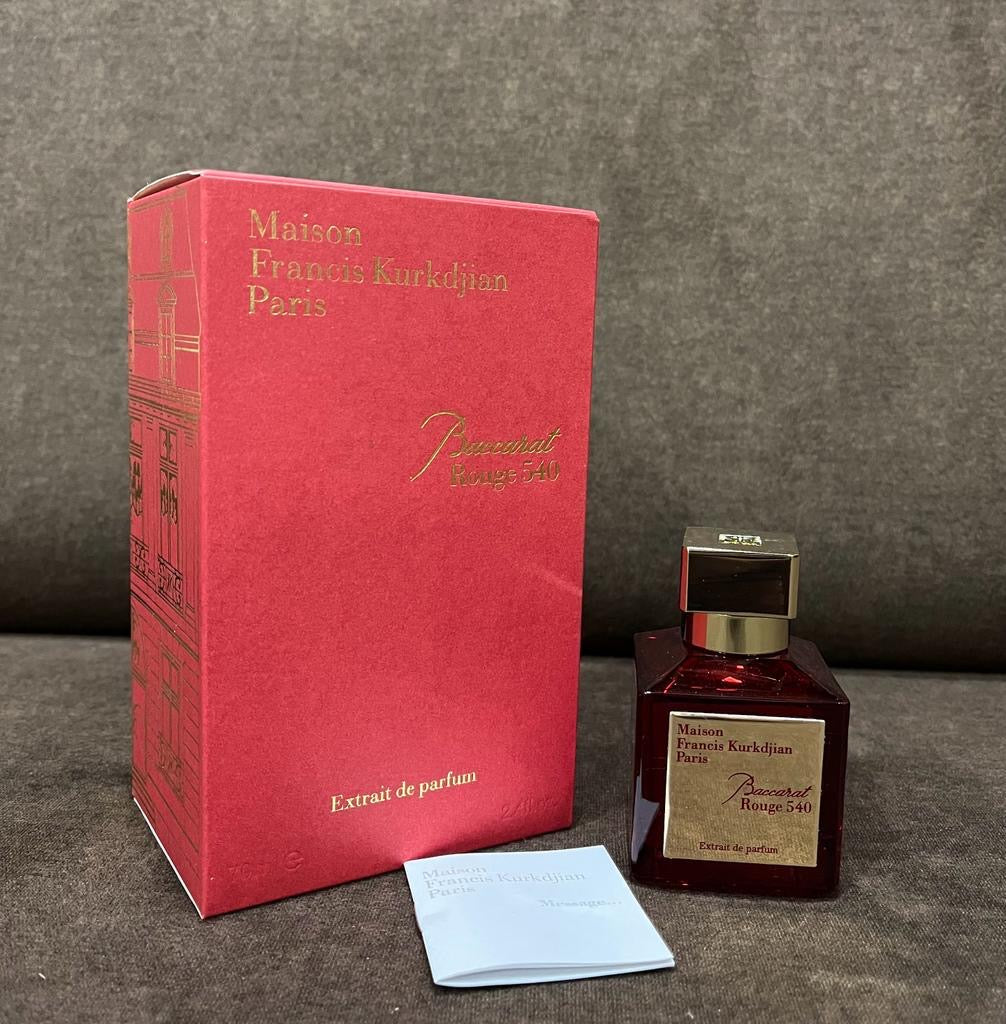 Maison
Francis Kurkdjian
Paris
Baccarat
Rouge 540
Extrait de parfum
Maison
Francis Kurkdjian
Paris
Baccarat
Rouge 540
Extrait de parfum
Maison
Francis Kurkdjian
Paris
Message...